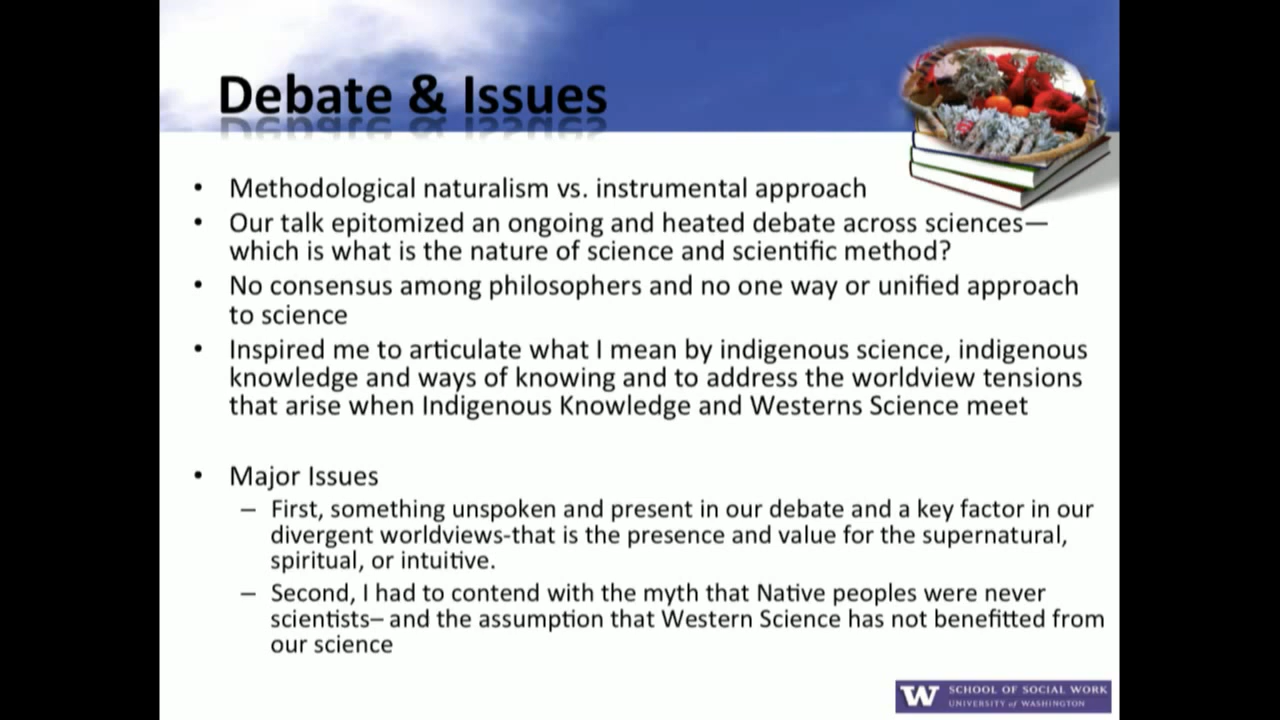 Debate & Issues
• Methodological naturalism vs. instrumental approach
• Our talk epitomized an ongoing and heated debate across sciences—
which is what is the nature of science and scientific method?
• No consensus among philosophers and no one way or unified approach
to science
• Inspired me to articulate what I mean by indigenous science, indigenous
knowledge and ways of knowing and to address the worldview tensions
that arise when Indigenous Knowledge and Westerns Science meet
• Major Issues
– First, something unspoken and present in our debate and a key factor in our
divergent worldviews-that is the presence and value for the supernatural,
spiritual, or intuitive.
– Second, I had to contend with the myth that Native peoples were never
scientists– and the assumption that Western Science has not benefitted from
our science
W SCHOOL OF SOCIAL WORK
UNIVERSITY of WASHINGTON